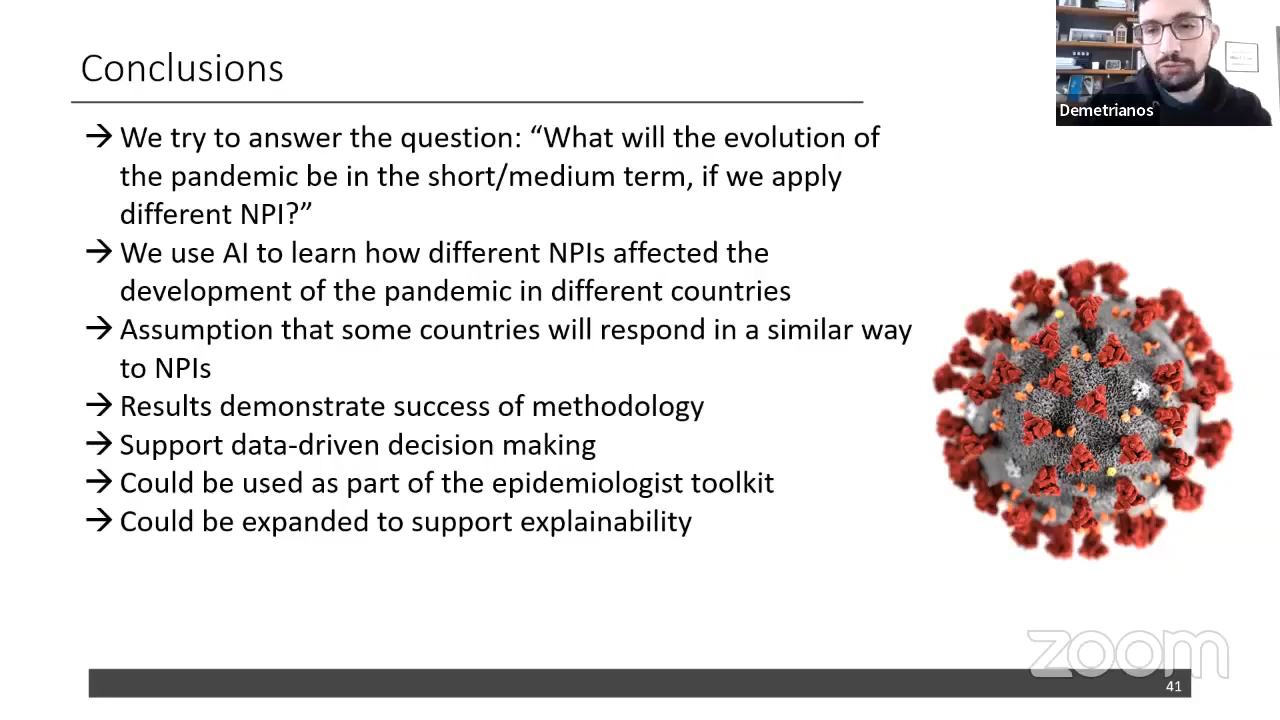 Conclusions
Demetrianos
→ We try to answer the question: “What will the evolution of
the pandemic be in the short/medium term, if we apply
different NPI?”
→ We use AI to learn how different NPIs affected the
development of the pandemic in different countries
→ Assumption that some countries will respond in a similar way
to NPIs
→ Results demonstrate success of methodology
→ Support data-driven decision making
→ Could be used as part of the epidemiologist toolkit
→ Could be expanded to support explainability
zoom
41